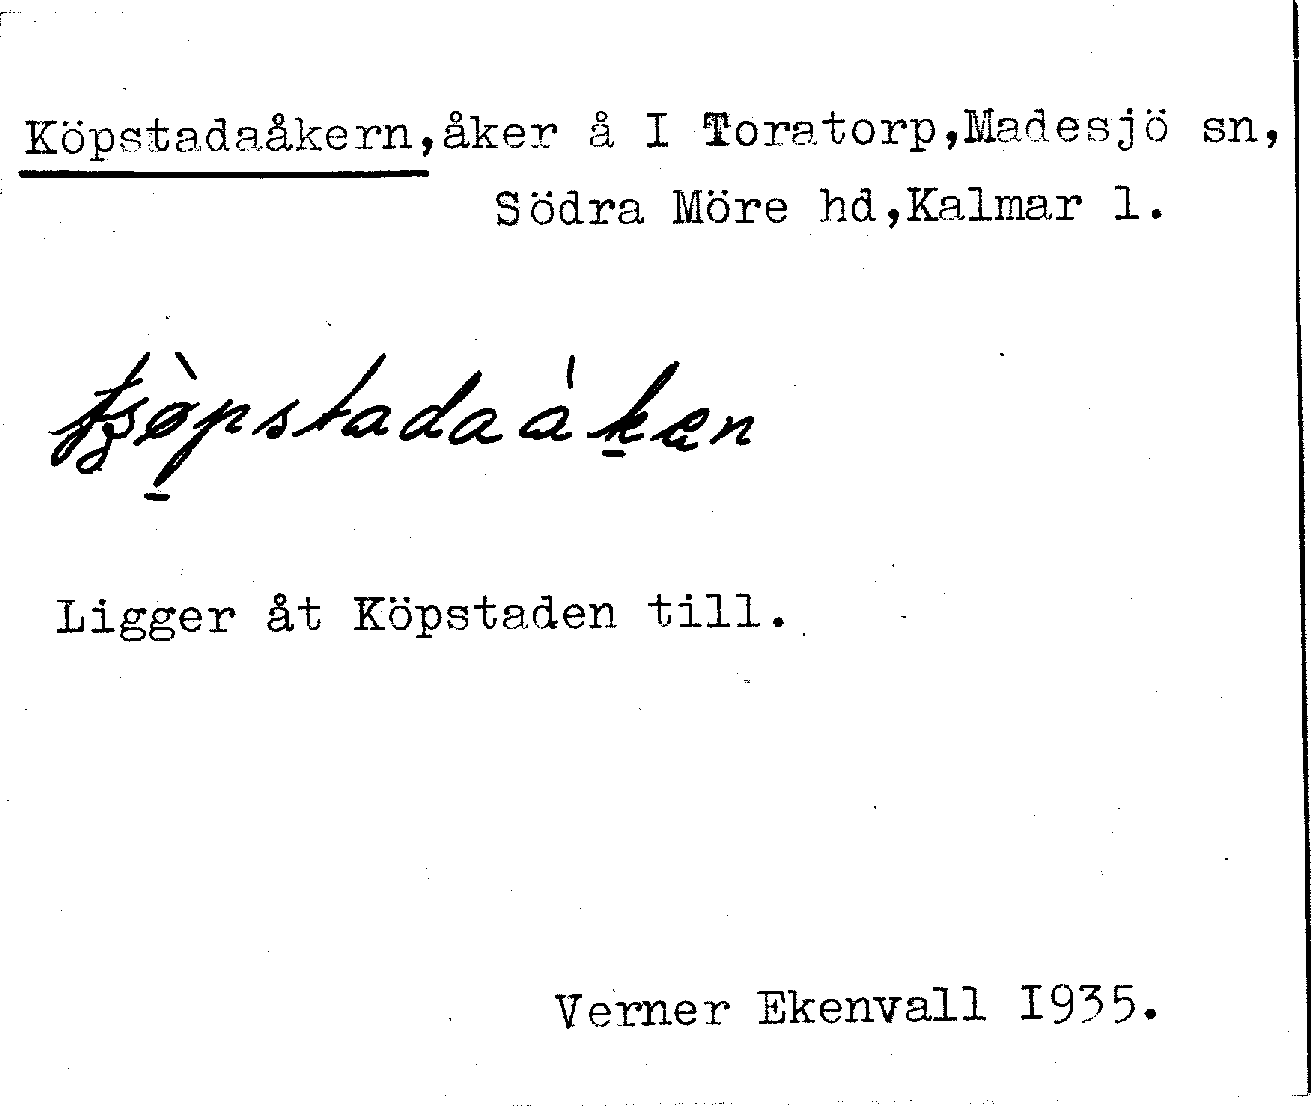 Köpstadaåkern,åker å I Toratorp,Madesjö sn,
Södra Möre hd,Kalmar l.
Ligger åt Köpstaden till.
Verner Ekenvall I935.